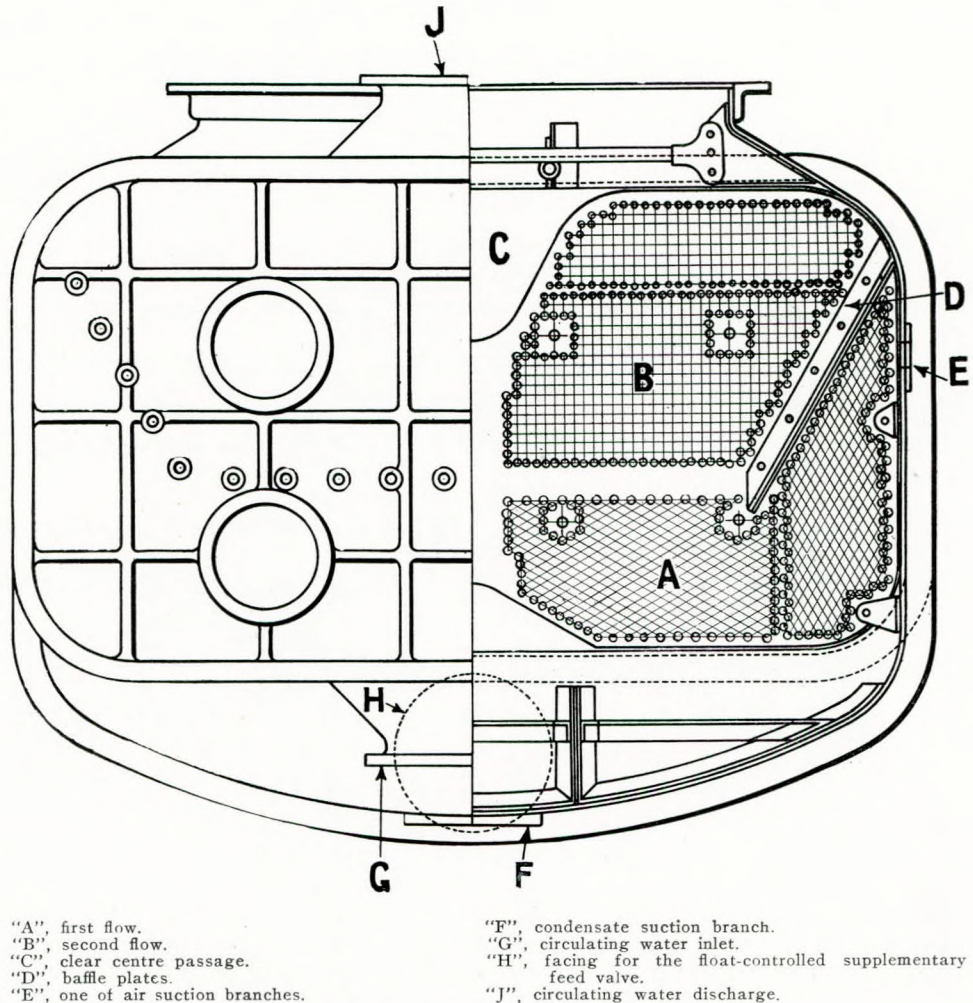 J
C
D
E
B
A
H
G
F
"A", first flow.
"B", second flow.
"C", clear centre passage.
"D", baffle plates.
"E", one of air suction branches.
"F", condensate suction branch.
"G", circulating water inlet.
"H", facing for the float-controlled supplementary
feed valve.
"J", circulating water discharge.